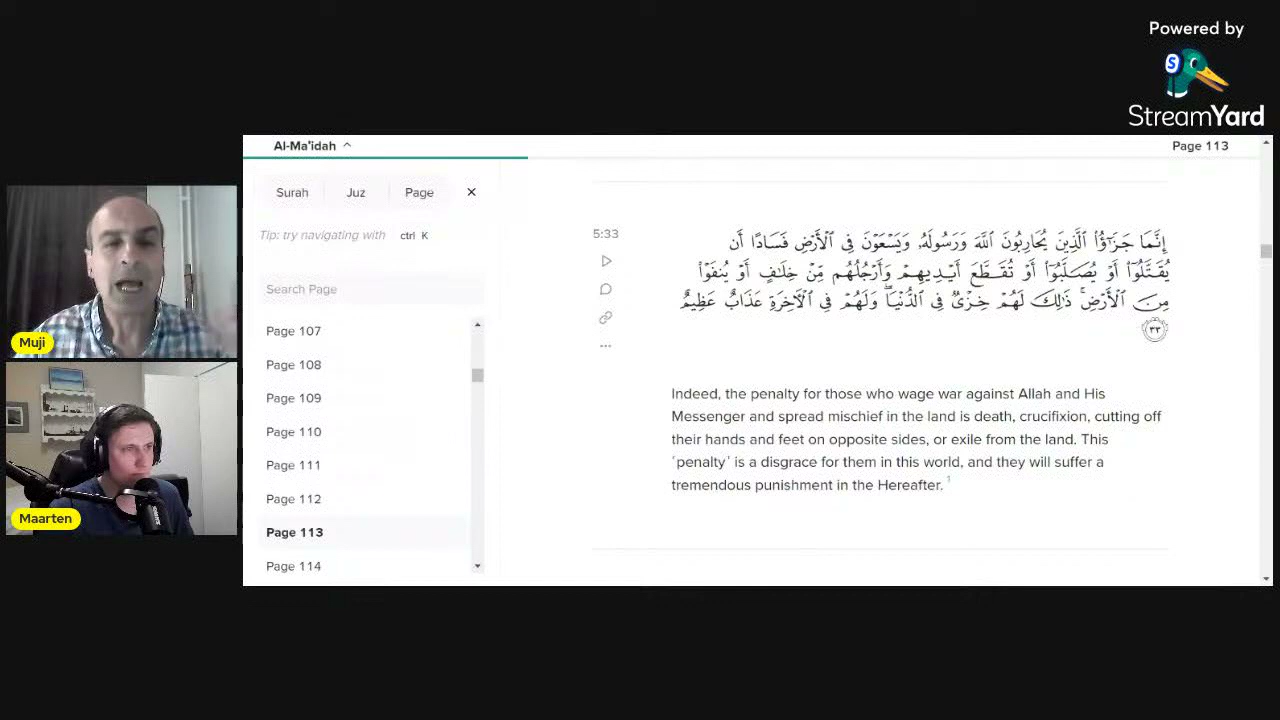 Powered by
StreamYard
Al-Ma'idah
Page 113
Surah
Juz
Page
Tip: try navigating with ctrl K
Search Page
Page 107
Page 108
Page 109
Page 110
Page 111
Page 112
Page 113
Page 114
5:33
إِنَّمَا جَزَٰٓؤُا۟ ٱلَّذِينَ يُحَارِبُونَ ٱللَّهَ وَرَسُولَهُۥ وَيَسْعَوْنَ فِى ٱلْأَرْضِ فَسَادًا أَن
يُقَتَّلُوٓا۟ أَوْ يُصَلَّبُوٓا۟ أَوْ تُقَطَّعَ أَيْدِيهِمْ وَأَرْجُلُهُم مِّنْ خِلَـٰفٍ أَوْ يُنفَوْا۟
مِنَ ٱلْأَرْضِ ۚ ذَٰلِكَ لَهُمْ خِزْىٌ فِى ٱلدُّنْيَا ۖ وَلَهُمْ فِى ٱلْـَٔاخِرَةِ عَذَابٌ عَظِيمٌ
٣٣
Indeed, the penalty for those who wage war against Allah and His
Messenger and spread mischief in the land is death, crucifixion, cutting off
their hands and feet on opposite sides, or exile from the land. This
˹penalty˺ is a disgrace for them in this world, and they will suffer a
tremendous punishment in the Hereafter. 1
Muji
Maarten